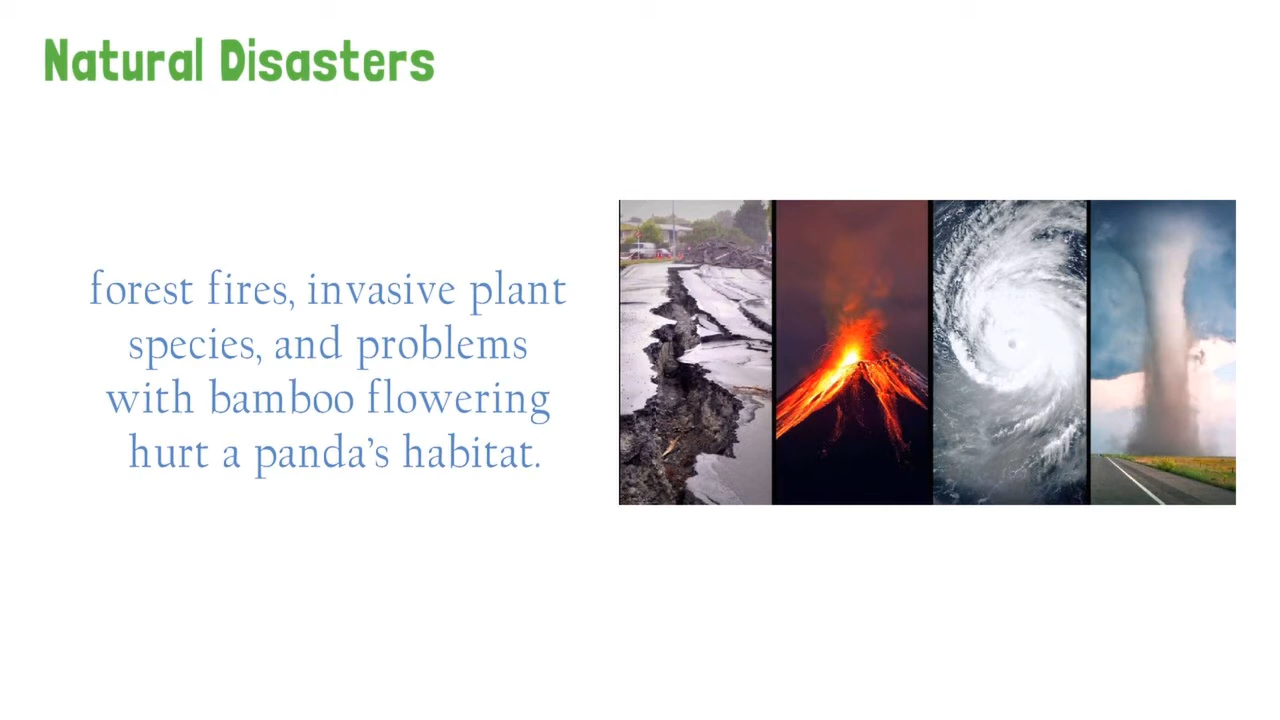 Natural Disasters
forest fires, invasive plant
species, and problems
with bamboo flowering
hurt a panda’s habitat.